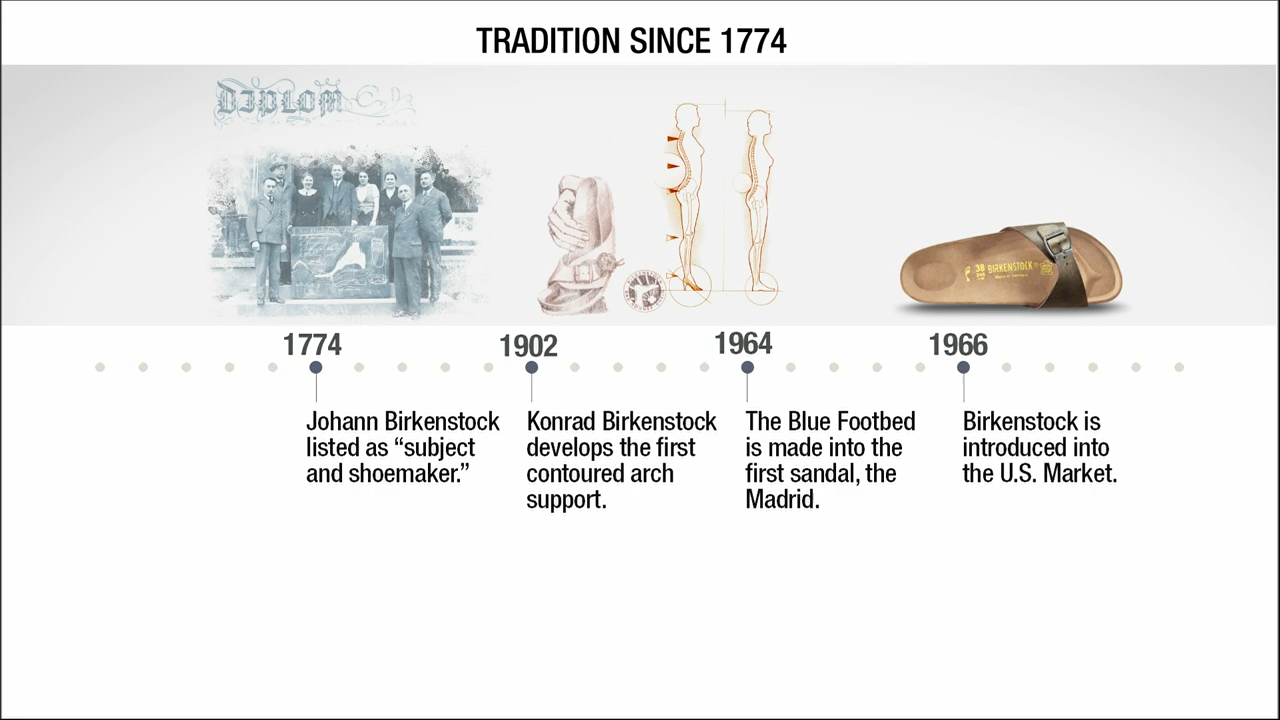 TRADITION SINCE 1774
Diplom
38
BIRKENSTOCK
1774
1902
1964
1966
Johann Birkenstock
listed as “subject
and shoemaker.”
Konrad Birkenstock
develops the first
contoured arch
support.
The Blue Footbed
is made into the
first sandal, the
Madrid.
Birkenstock is
introduced into
the U.S. Market.